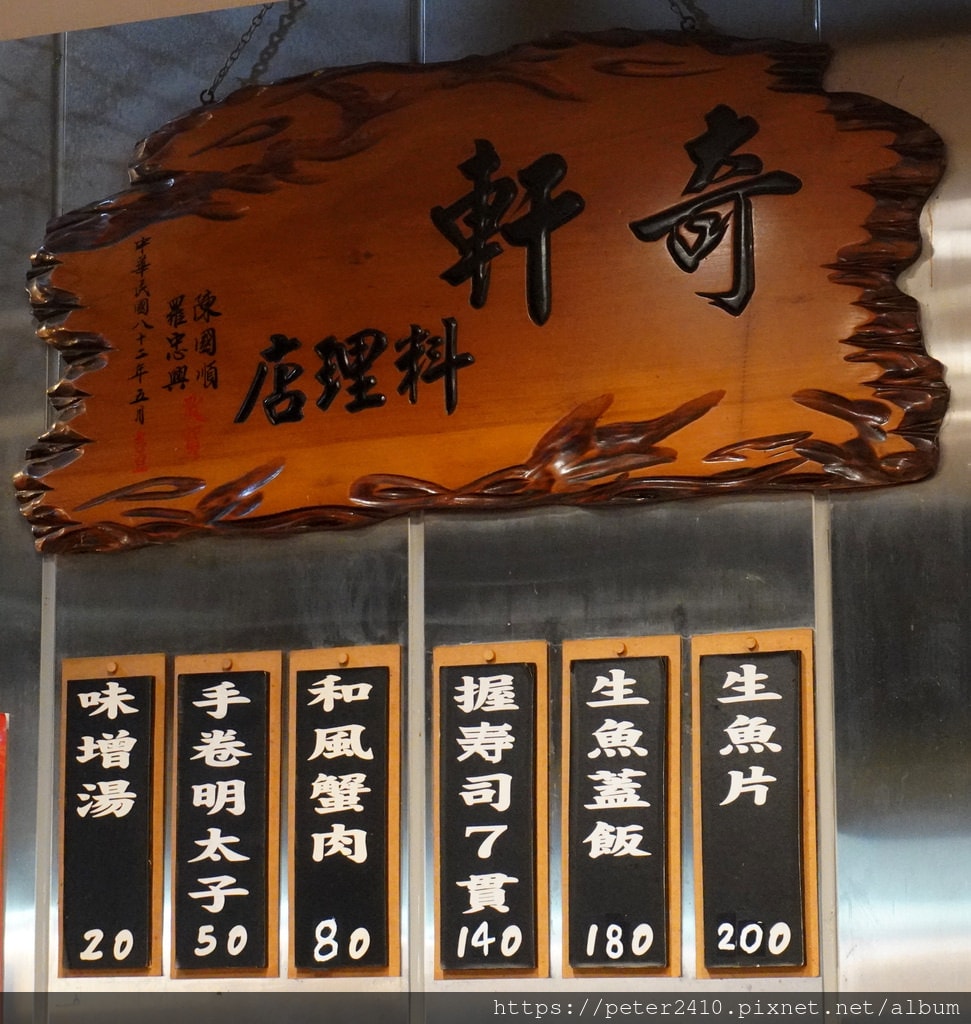 奇軒
料理店
陳國順
羅忠興
中華民國八十二年五月
生魚片
200
生魚蓋飯
180
握寿司7貫
140
和風蟹肉
80
手卷明太子
50
味增湯
20
https://peter2410.pixnet.net/album